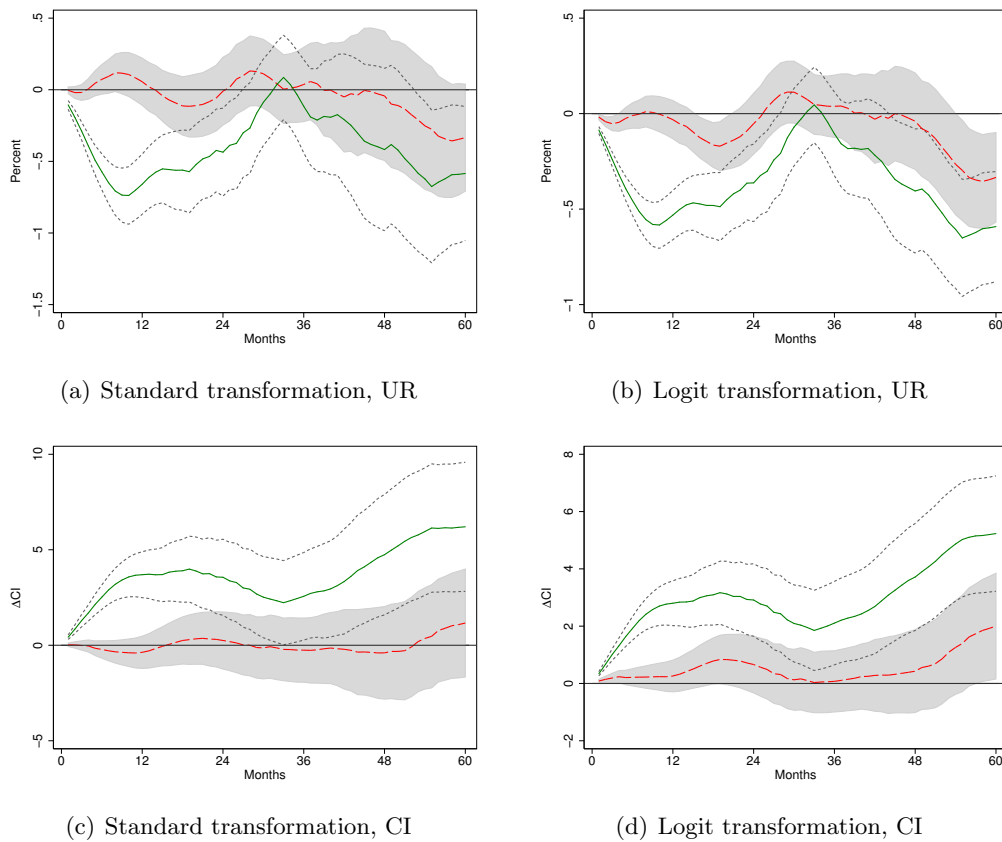 .5
0
-.5
-1
-1.5
Percent
0 12 24 36 48 60
Months
(a) Standard transformation, UR
.5
0
-.5
-1
Percent
0 12 24 36 48 60
Months
(b) Logit transformation, UR
10
5
0
-5
ΔCI
0 12 24 36 48 60
Months
(c) Standard transformation, CI
8
6
4
2
0
-2
ΔCI
0 12 24 36 48 60
Months
(d) Logit transformation, CI